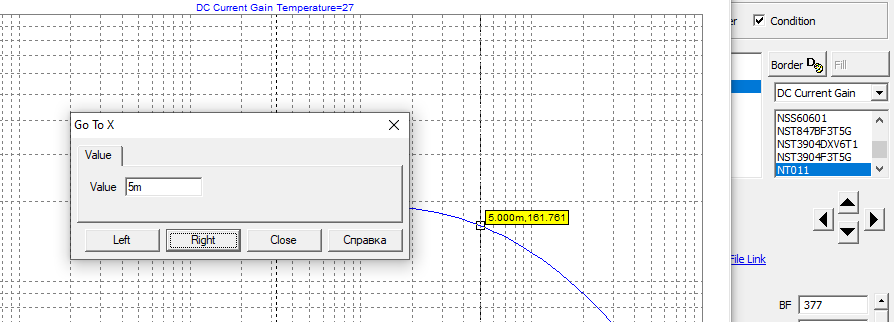 DC Current Gain Temperature=27
Condition
Border
Fill
DC Current Gain
NSS60601
NST847BF3T5G
NST3904DXV6T1
NST3904F3T5G
NT011
Go To X
Value
Value 5m
Left Right Close Справка
5.000m,161.761
File Link
BF 377